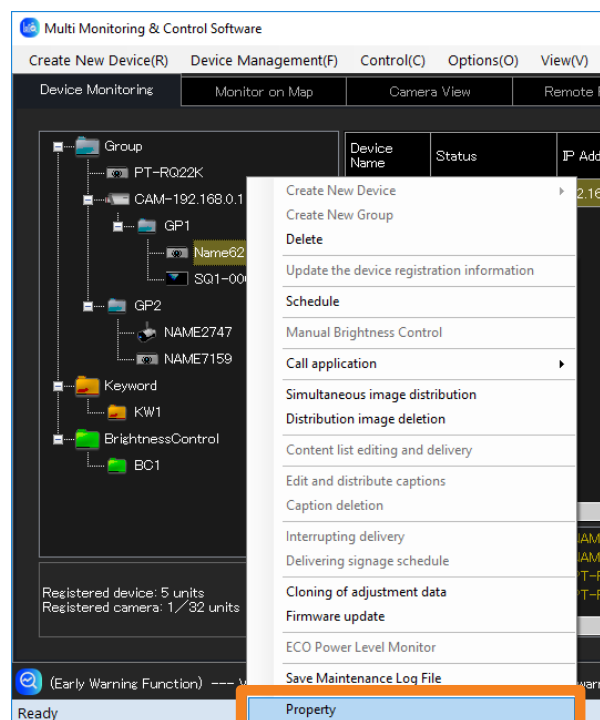 Multi Monitoring & Control Software
Create New Device(R) Device Management(F) Control(C) Options(O) View(V)
Device Monitoring Monitor on Map Camera View Remote
Device Name Status IP Add
Group
PT-RQ22K
CAM-192.168.0.1
GP1
Name62
SQ1-00
GP2
NAME2747
NAME7159
Keyword
KW1
BrightnessControl
BC1
Create New Device
Create New Group
Delete
Update the device registration information
Schedule
Manual Brightness Control
Call application
Simultaneous image distribution
Distribution image deletion
Content list editing and delivery
Edit and distribute captions
Caption deletion
Interrupting delivery
Delivering signage schedule
Cloning of adjustment data
Firmware update
ECO Power Level Monitor
Save Maintenance Log File
Property
Registered device: 5 units
Registered camera: 1/32 units
(Early Warning Function) ---
Ready